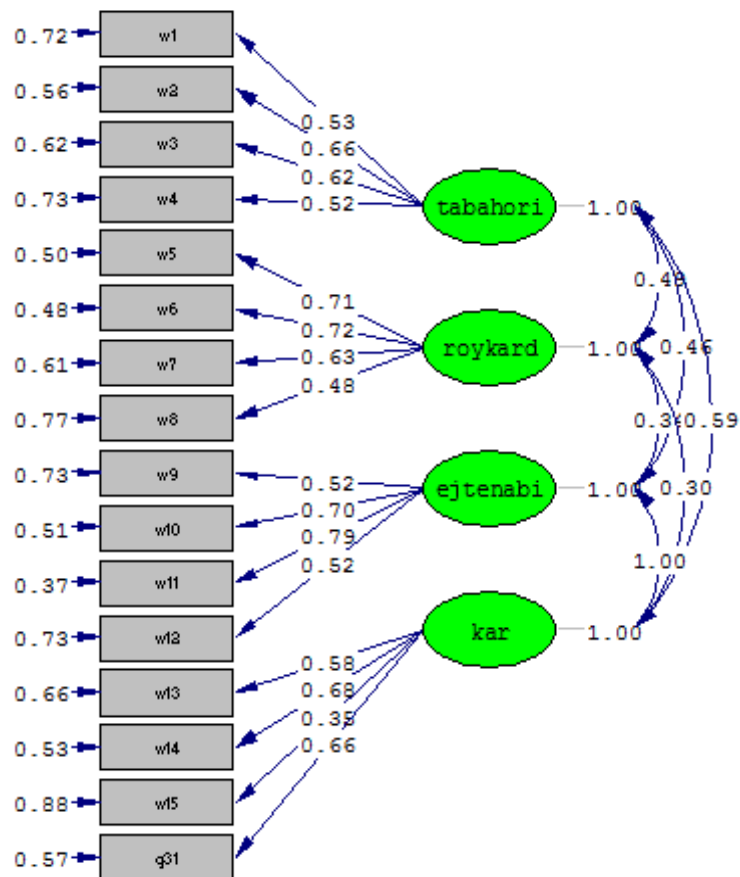 0.72 w1
0.53
0.56 w2
0.66
0.62 w3
0.62
0.73 w4
0.52
tabahori 1.00
0.50 w5
0.71
0.48 w6
0.72
0.61 w7
0.63
roykard 1.00
0.46
0.77 w8
0.48
0.59
0.73 w9
0.52
ejtenabi 1.00
0.30
0.51 w10
0.70
0.37 w11
0.79
0.73 w12
0.52
1.00
kar 1.00
0.66 w13
0.58
0.53 w14
0.68
0.88 w15
0.35
0.57 q31
0.66